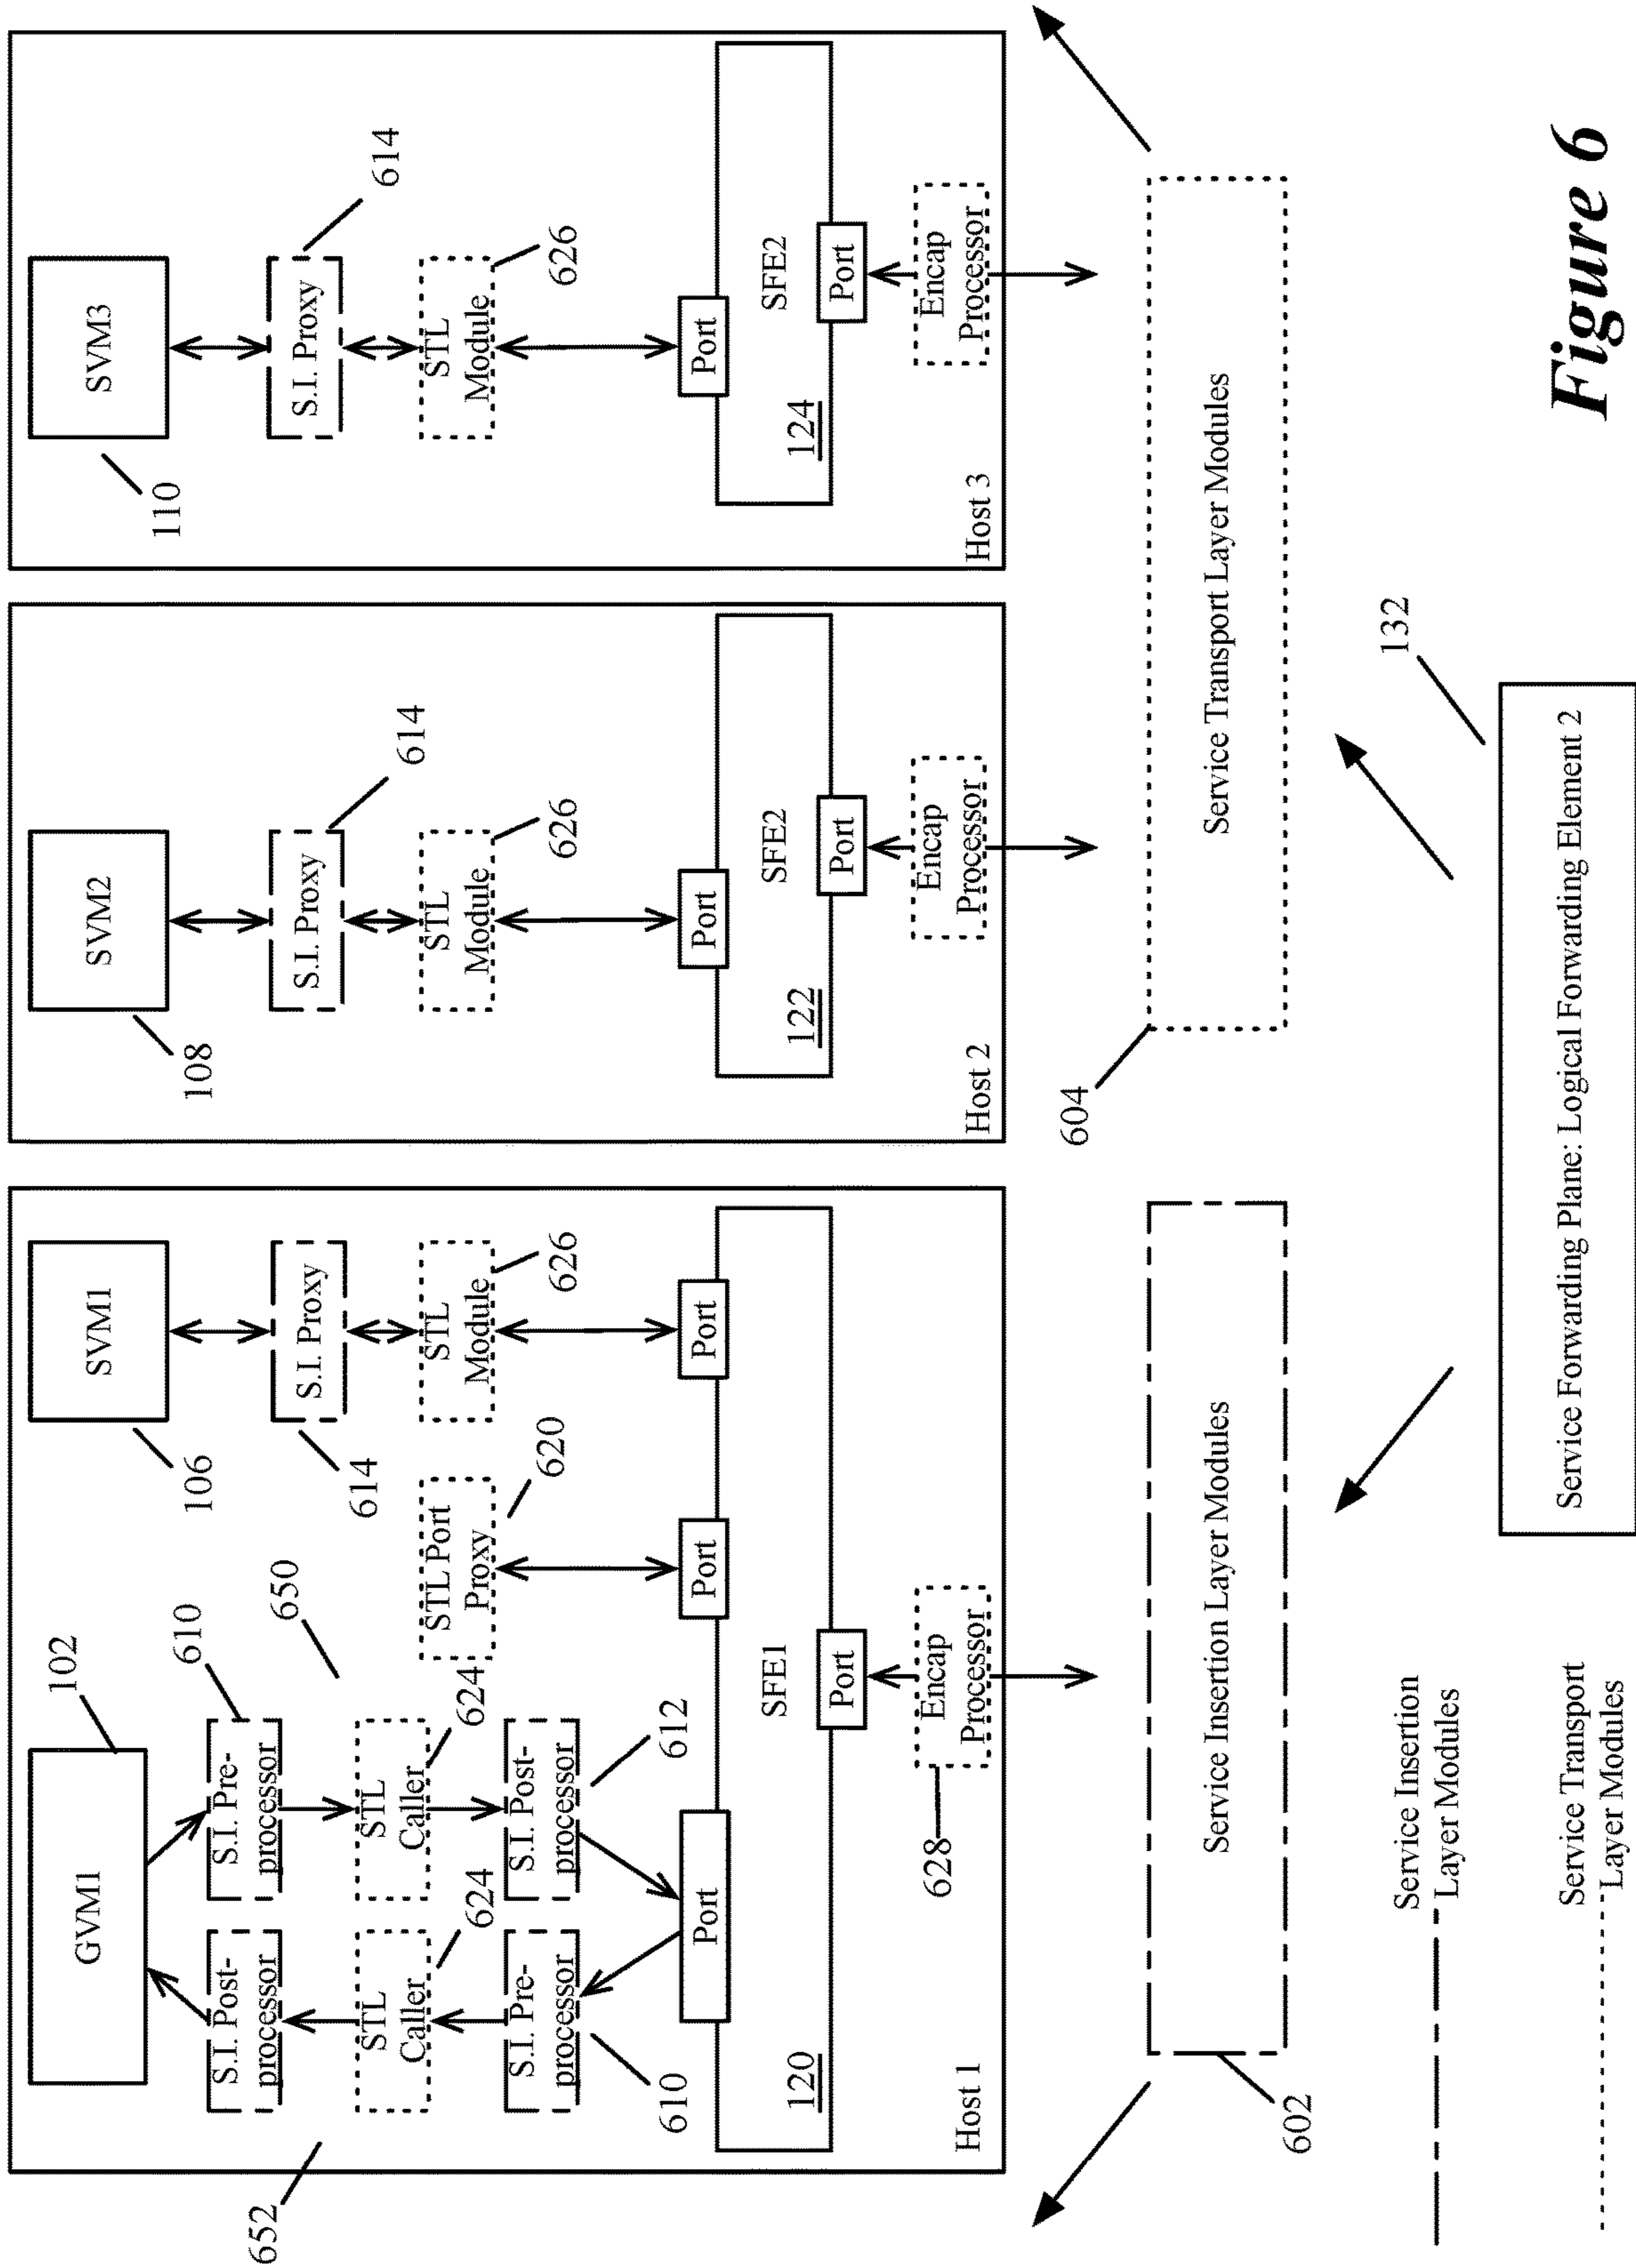 GVM1
102
SVM1
106
S.I. Post-
processor
S.I. Pre-
processor
610
S.I. Proxy
614
652
650
STL
Caller
624
STL
Caller
624
STL Port
Proxy
620
STL
Module
626
S.I. Pre-
processor
610
S.I. Post-
processor
612
Port
Port
Port
SFE1
120
Port
Host 1
628
Encap
Processor
SVM2
108
S.I. Proxy
614
STL
Module
626
Port
SFE2
122
Port
Host 2
Encap
Processor
SVM3
110
S.I. Proxy
614
STL
Module
626
Port
SFE2
124
Port
Host 3
Encap
Processor
602
Service Insertion Layer Modules
604
Service Transport Layer Modules
132
Service Forwarding Plane: Logical Forwarding Element 2
Service Insertion
Layer Modules
Service Transport
Layer Modules
Figure 6